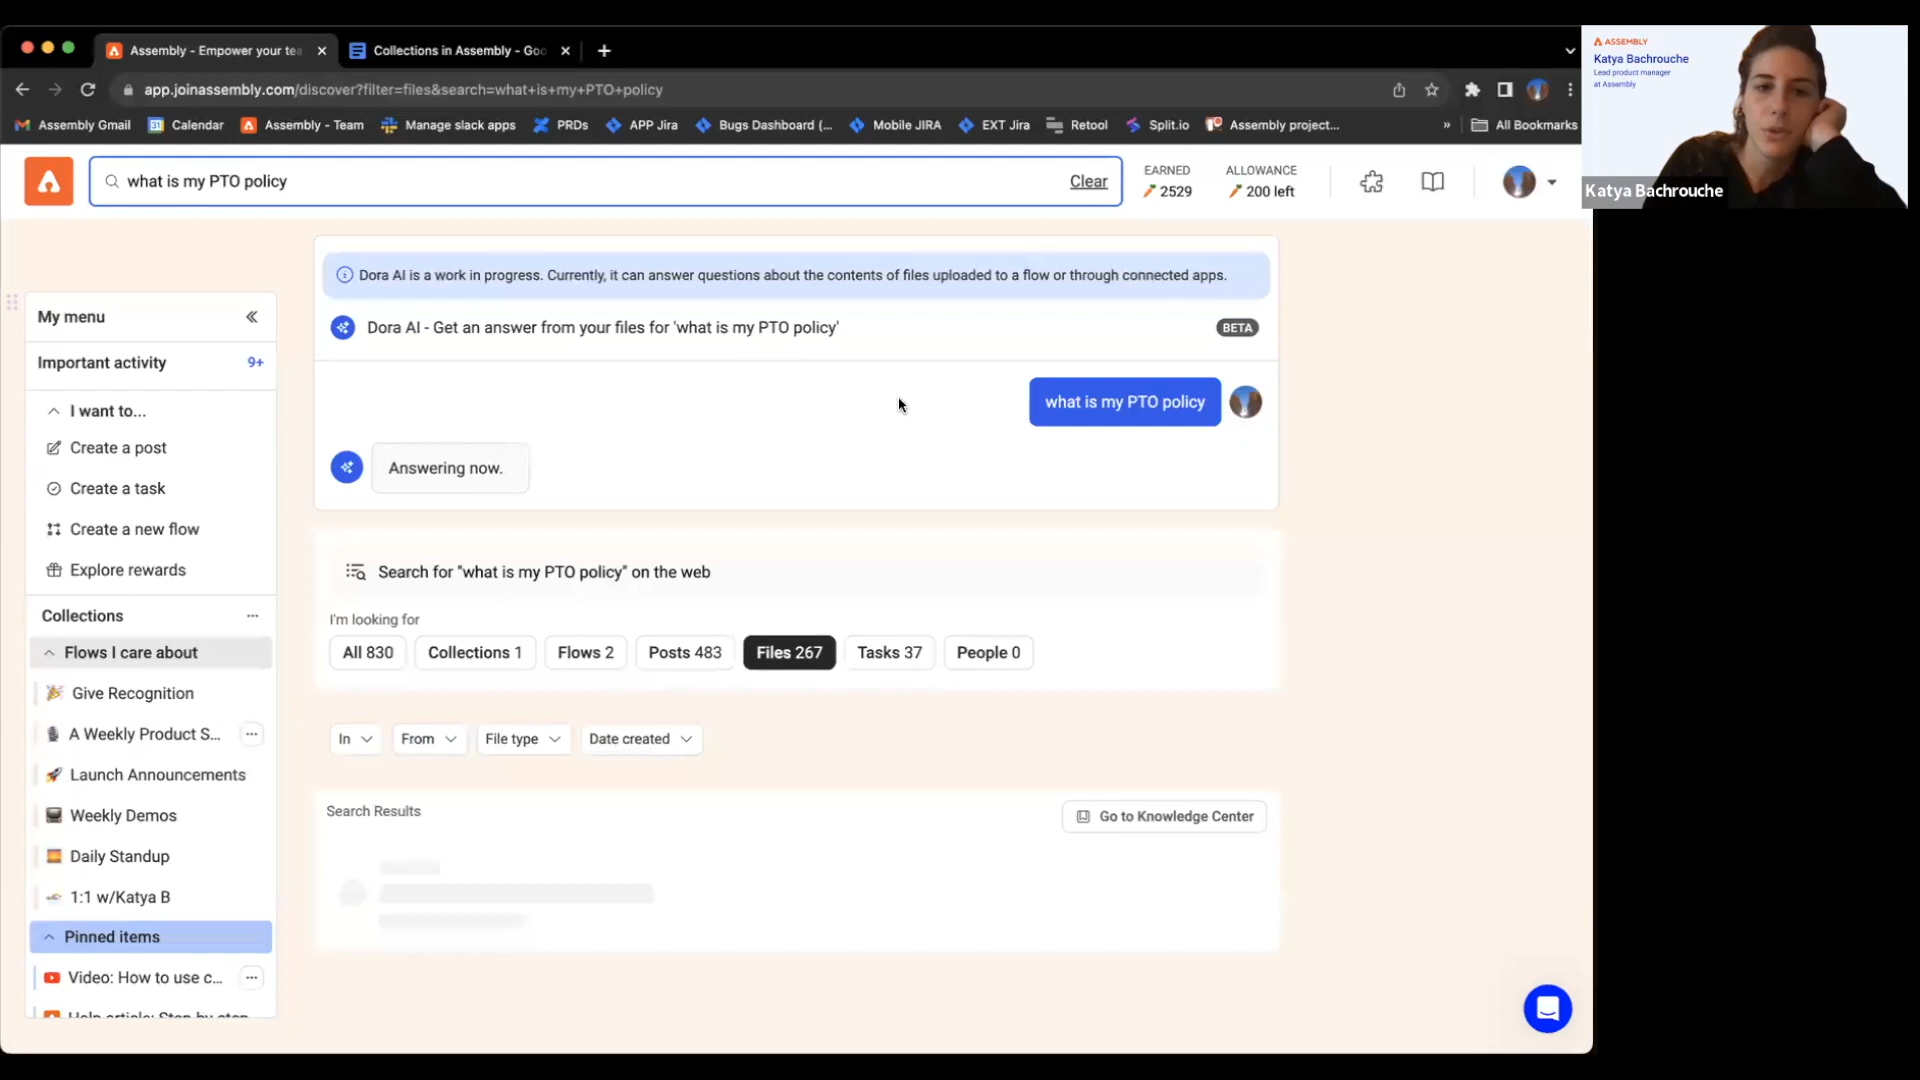 Assembly - Empower your te
Collections in Assembly - Goo
app.joinassembly.com/discover?filter=files&search=what+is+my+PTO+policy
Assembly Gmail
Calendar
Assembly - Team
Manage slack apps
PRDs
APP Jira
Bugs Dashboard (...
Mobile JIRA
EXT Jira
Retool
Split.io
Assembly project...
»
All Bookmarks
ASSEMBLY
Katya Bachrouche
Lead product manager
at Assembly
Katya Bachrouche
what is my PTO policy
Clear
EARNED
2529
ALLOWANCE
200 left
Dora AI is a work in progress. Currently, it can answer questions about the contents of files uploaded to a flow or through connected apps.
Dora AI - Get an answer from your files for 'what is my PTO policy'
BETA
what is my PTO policy
Answering now.
My menu
Important activity 9+
I want to...
Create a post
Create a task
Create a new flow
Explore rewards
Collections
Flows I care about
Give Recognition
A Weekly Product S...
Launch Announcements
Weekly Demos
Daily Standup
1:1 w/Katya B
Pinned items
Video: How to use c...
Help article: Step by step
Search for "what is my PTO policy" on the web
I'm looking for
All 830
Collections 1
Flows 2
Posts 483
Files 267
Tasks 37
People 0
In
From
File type
Date created
Search Results
Go to Knowledge Center